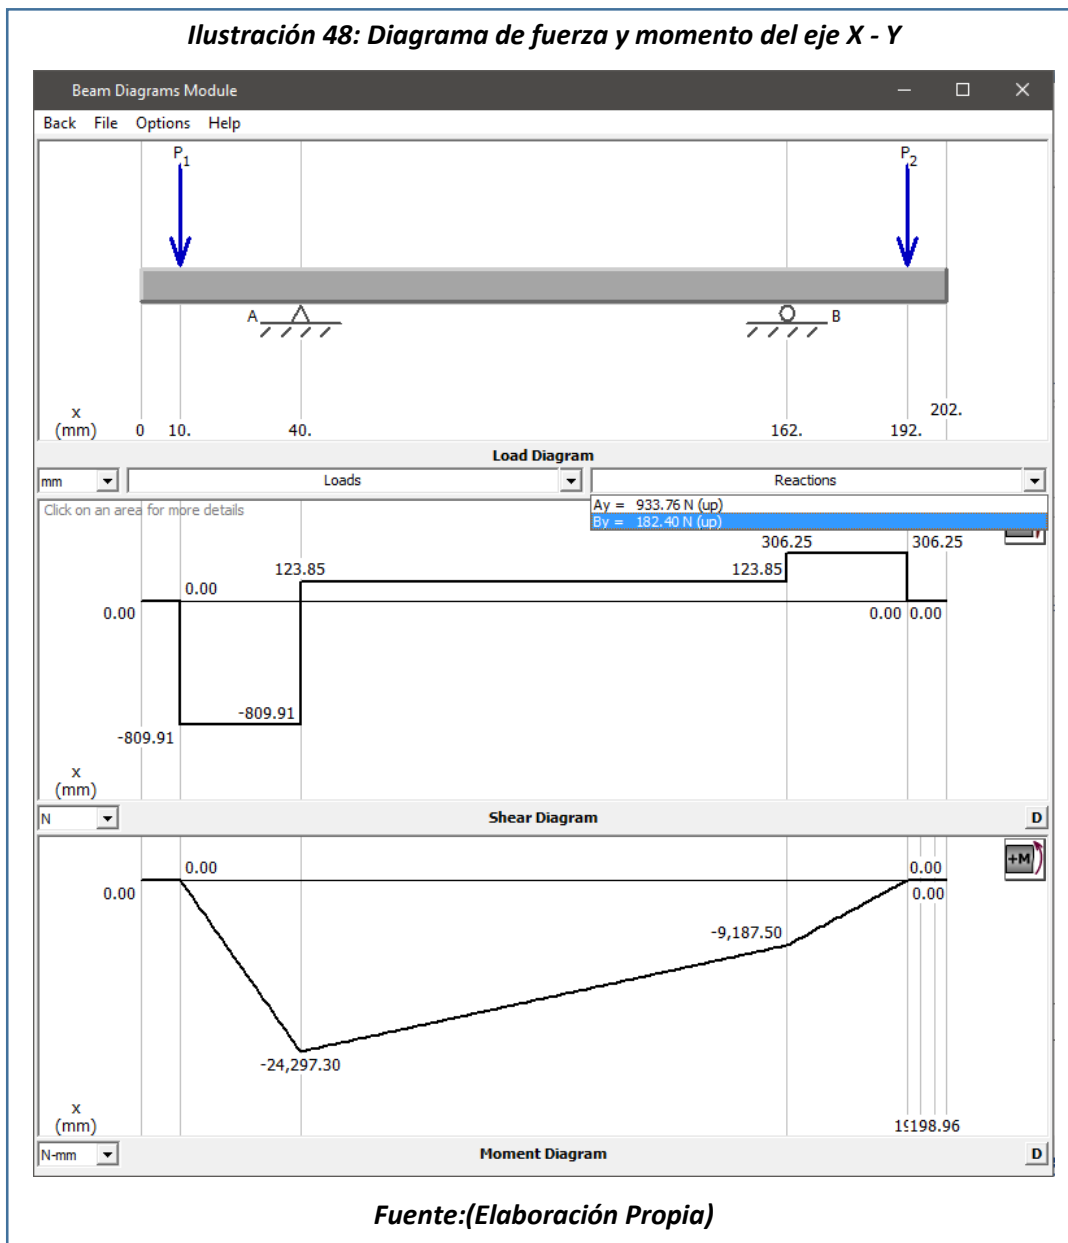 Ilustración 48: Diagrama de fuerza y momento del eje X - Y
Beam Diagrams Module
Back File Options Help
P1 P2
A B
202.
x
(mm) 0 10. 40. 162. 192.
Load Diagram
mm Loads Reactions
Click on an area for more details
Ay = 933.76 N (up)
By = 182.40 N (up)
306.25 306.25
123.85 123.85
0.00
0.00 0.00 0.00
-809.91
-809.91
x
(mm)
N Shear Diagram D
0.00 0.00
+M
0.00 0.00
-9,187.50
-24,297.30
x
(mm) 198.96
N-mm Moment Diagram D
Fuente:(Elaboración Propia)